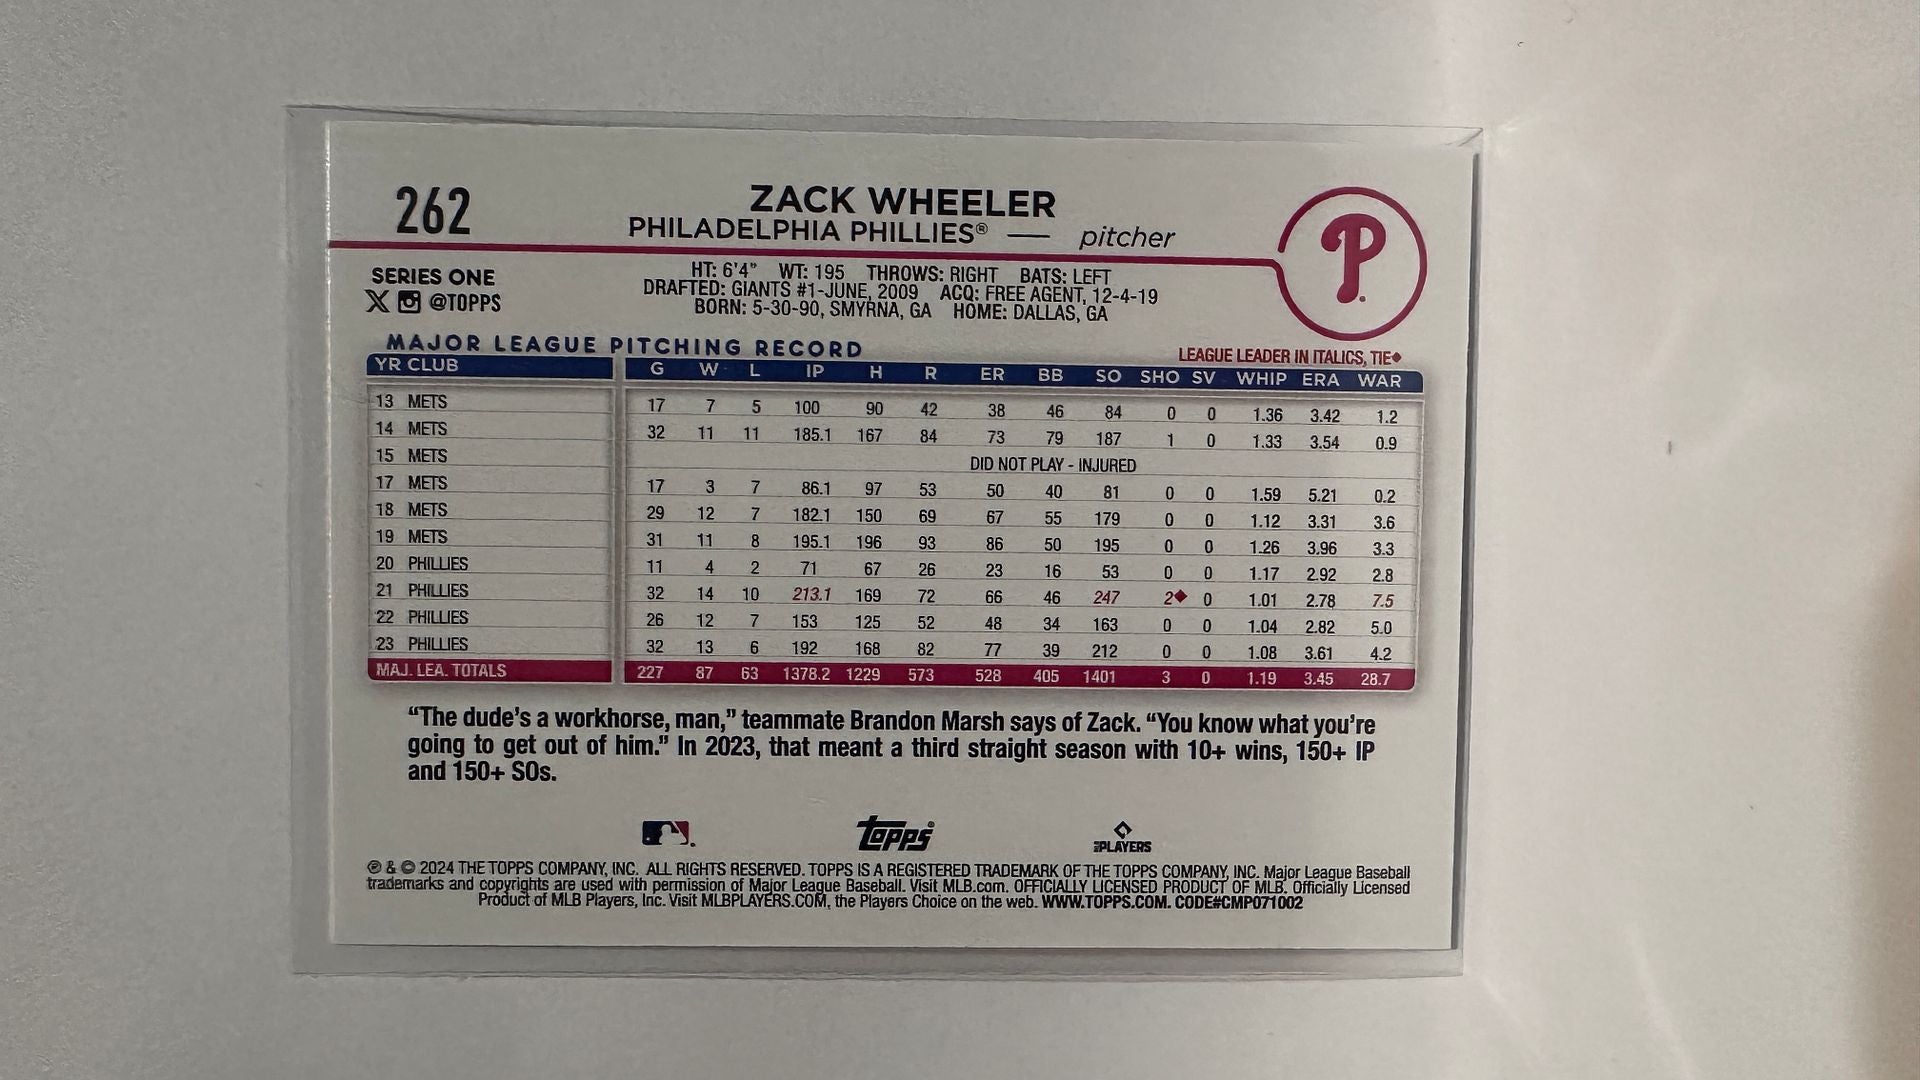 262
ZACK WHEELER
PHILADELPHIA PHILLIES® — pitcher
P
SERIES ONE
X @TOPPS
HT: 6'4" WT: 195 THROWS: RIGHT BATS: LEFT
DRAFTED: GIANTS #1-JUNE, 2009 ACQ: FREE AGENT, 12-4-19
BORN: 5-30-90, SMYRNA, GA HOME: DALLAS, GA
MAJOR LEAGUE PITCHING RECORD
LEAGUE LEADER IN ITALICS, TIE◆
YR CLUB G W L IP H R ER BB SO SHO SV WHIP ERA WAR
13 METS 17 7 5 100 90 42 38 46 84 0 0 1.36 3.42 1.2
14 METS 32 11 11 185.1 167 84 73 79 187 1 0 1.33 3.54 0.9
15 METS DID NOT PLAY - INJURED
17 METS 17 3 7 86.1 97 53 50 40 81 0 0 1.59 5.21 0.2
18 METS 29 12 7 182.1 150 69 67 55 179 0 0 1.12 3.31 3.6
19 METS 31 11 8 195.1 196 93 86 50 195 0 0 1.26 3.96 3.3
20 PHILLIES 11 4 2 71 67 26 23 16 53 0 0 1.17 2.92 2.8
21 PHILLIES 32 14 10 213.1 169 72 66 46 247 2◆ 0 1.01 2.78 7.5
22 PHILLIES 26 12 7 153 125 52 48 34 163 0 0 1.04 2.82 5.0
23 PHILLIES 32 13 6 192 168 82 77 39 212 0 0 1.08 3.61 4.2
MAJ. LEA. TOTALS 227 87 63 1378.2 1229 573 528 405 1401 3 0 1.19 3.45 28.7
“The dude’s a workhorse, man,” teammate Brandon Marsh says of Zack. “You know what you’re
going to get out of him.” In 2023, that meant a third straight season with 10+ wins, 150+ IP
and 150+ SOs.
Topps®
PLAYERS
℗ & © 2024 THE TOPPS COMPANY, INC. ALL RIGHTS RESERVED. TOPPS IS A REGISTERED TRADEMARK OF THE TOPPS COMPANY, INC. Major League Baseball
trademarks and copyrights are used with permission of Major League Baseball. Visit MLB.com. OFFICIALLY LICENSED PRODUCT OF MLB. Officially Licensed
Product of MLB Players, Inc. Visit MLBPLAYERS.COM, the Players Choice on the web. WWW.TOPPS.COM. CODE#CMP071002